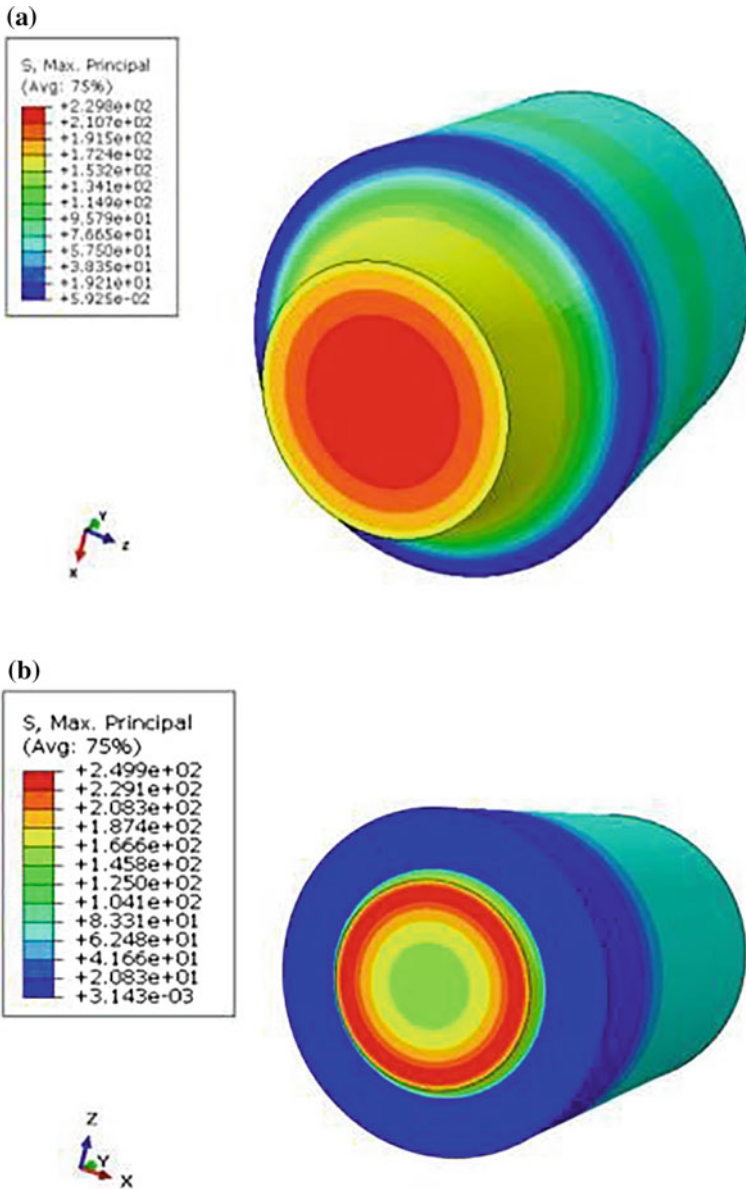 (a)
S, Max. Principal
(Avg: 75%)
+2.298e+02
+2.107e+02
+1.915e+02
+1.724e+02
+1.532e+02
+1.341e+02
+1.149e+02
+9.579e+01
+7.665e+01
+5.750e+01
+3.835e+01
+1.921e+01
+5.925e-02
Y
Z
X
(b)
S, Max. Principal
(Avg: 75%)
+2.499e+02
+2.291e+02
+2.083e+02
+1.874e+02
+1.666e+02
+1.458e+02
+1.250e+02
+1.041e+02
+8.331e+01
+6.248e+01
+4.166e+01
+2.083e+01
+3.143e-03
Z
Y
X